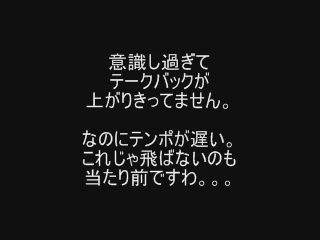 意識し過ぎて
テークバックが
上がりきってません。
なのにテンポが遅い。
これじゃ飛ばないのも
当たり前ですわ。。。